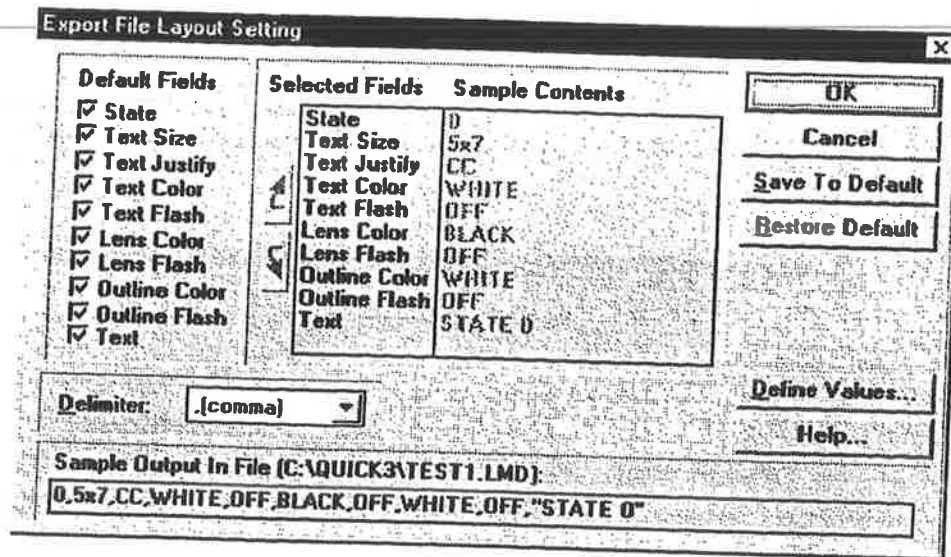 Export File Layout Setting
Default Fields
State
Text Size
Text Justify
Text Color
Text Flash
Lens Color
Lens Flash
Outline Color
Outline Flash
Text
Selected Fields Sample Contents
State 0
Text Size 5x7
Text Justify CC
Text Color WHITE
Text Flash OFF
Lens Color BLACK
Lens Flash OFF
Outline Color WHITE
Outline Flash OFF
Text STATE 0
OK
Cancel
Save To Default
Restore Default
Define Values...
Help...
Delimiter: ,(comma)
Sample Output In File (C:\QUICK3\TEST1.LMD):
0,5x7,CC,WHITE,OFF,BLACK,OFF,WHITE,OFF,"STATE 0"